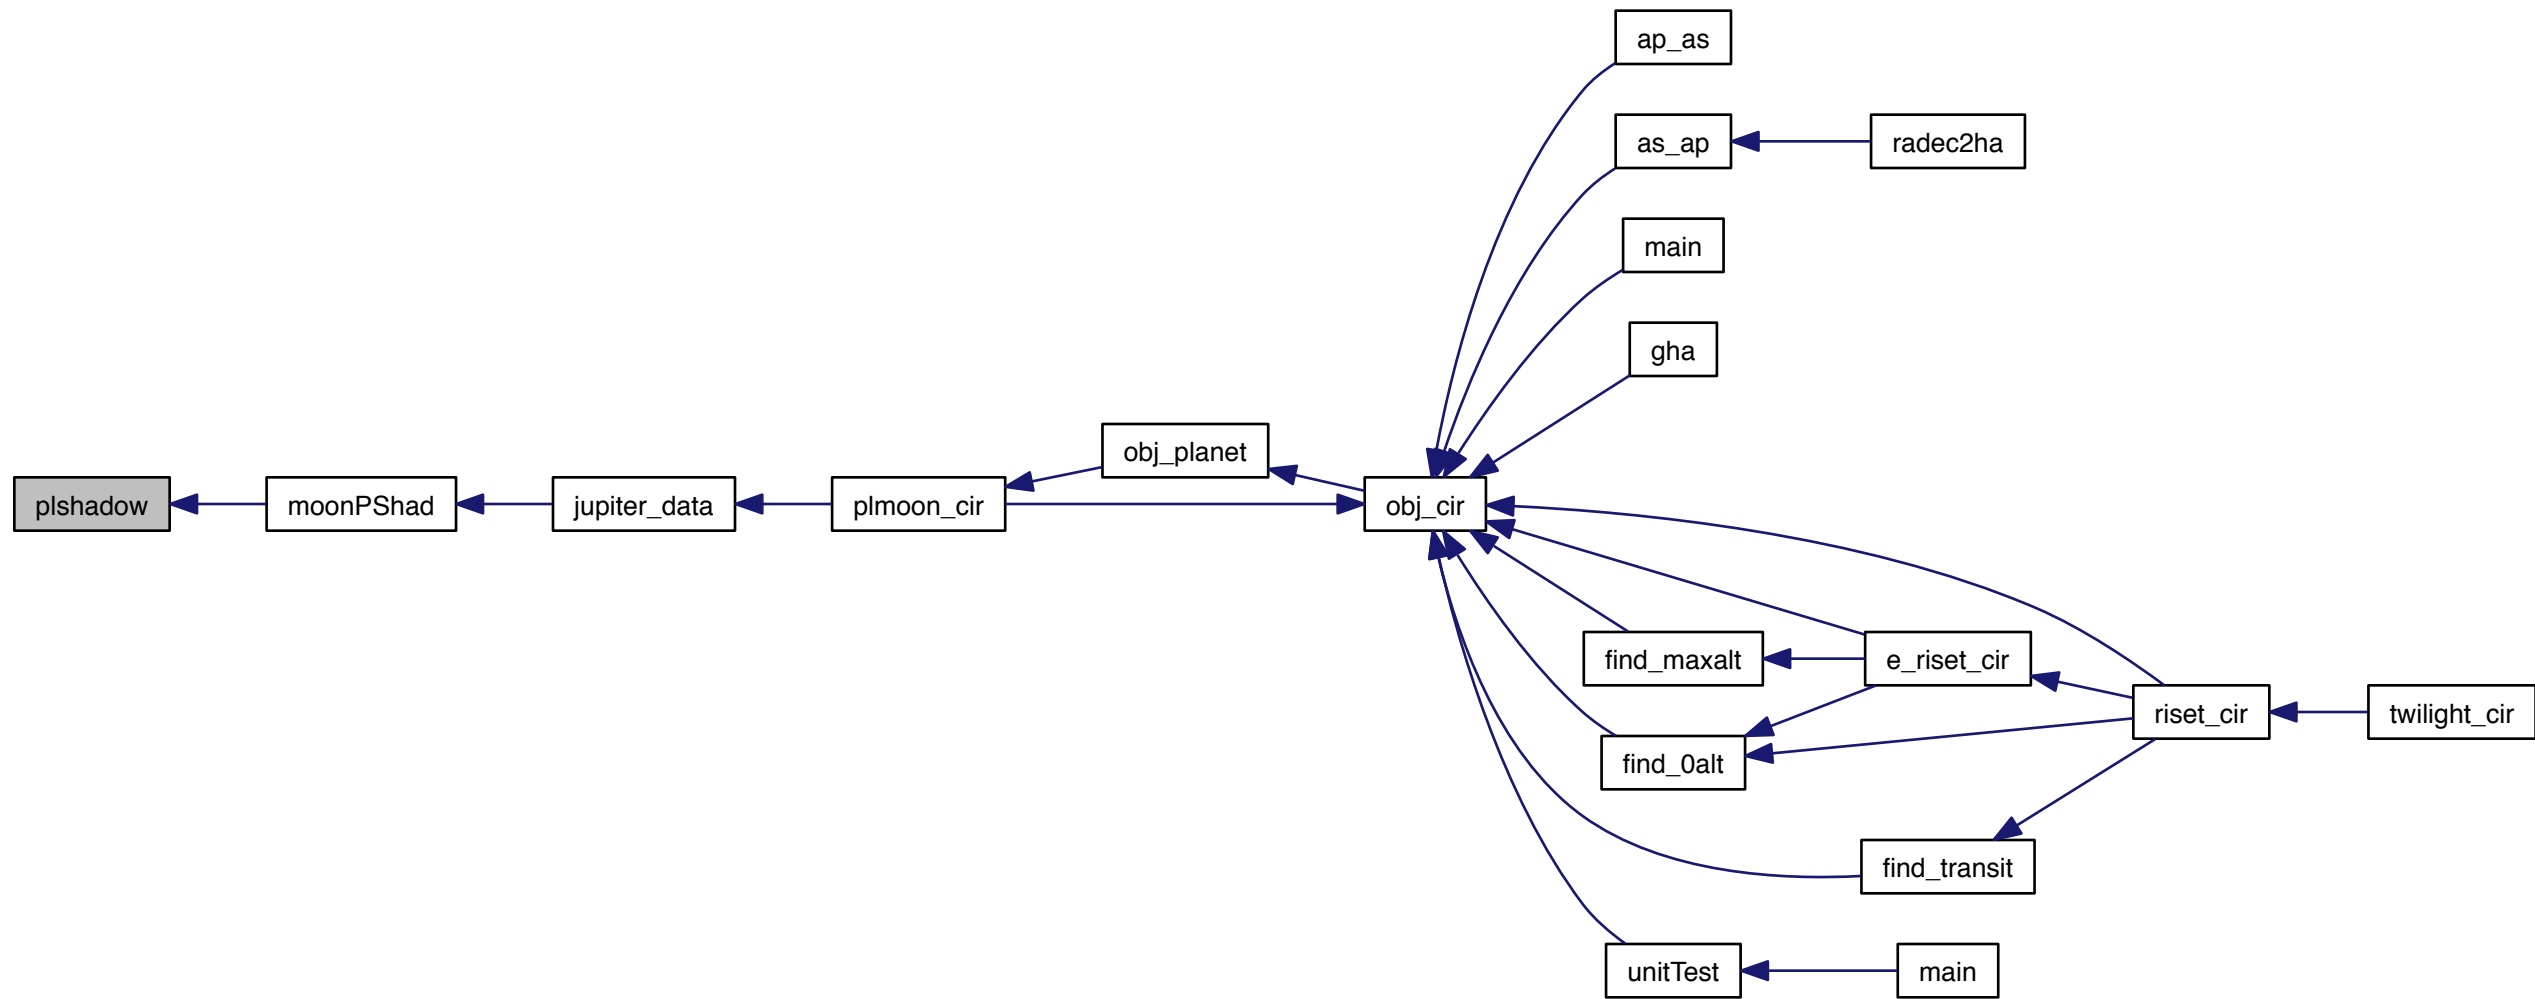 ap_as
as_ap
radec2ha
main
gha
obj_planet
plshadow
moonPShad
jupiter_data
plmoon_cir
obj_cir
find_maxalt
e_riset_cir
riset_cir
twilight_cir
find_0alt
find_transit
unitTest
main